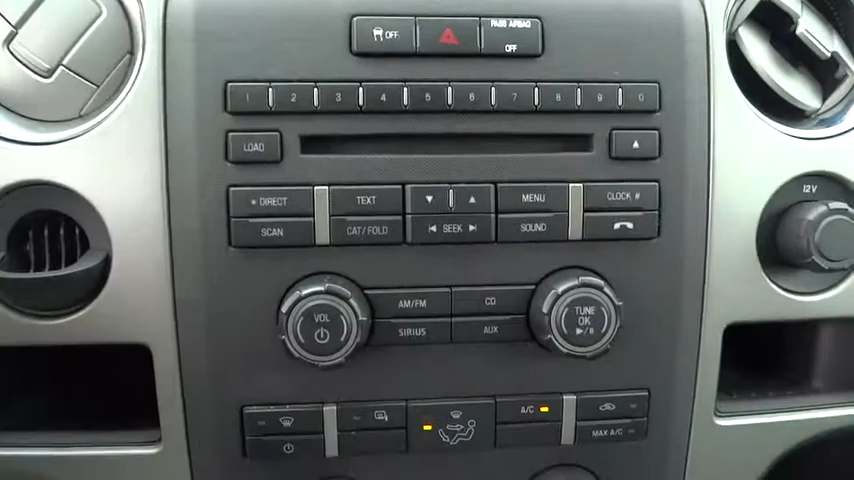 OFF
PASS AIRBAG
OFF
1 2 3 4 5 6 7 8 9 0
LOAD
DIRECT TEXT MENU CLOCK #
SCAN CAT/FOLD SEEK SOUND
12V
VOL
AM/FM CD
SIRIUS AUX
TUNE
OK
A/C
MAX A/C